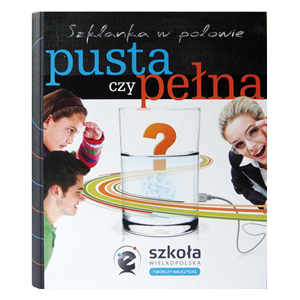 Szklanka w połowie
pusta
czy pełna
?
e
szkoła
WIELKOPOLSKA
TWÓRCZY NAUCZYCIEL